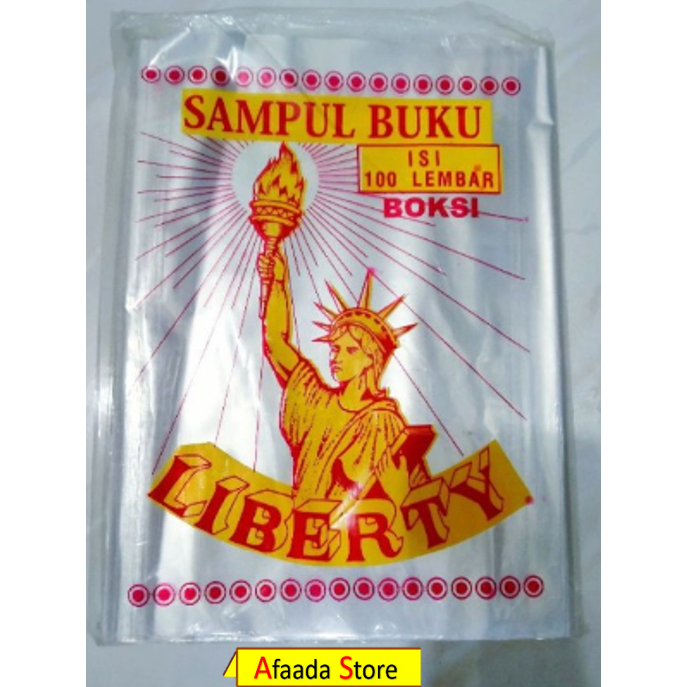 SAMPUL BUKU
ISI
100 LEMBAR
BOKSI
LIBERTY
Afaada Store